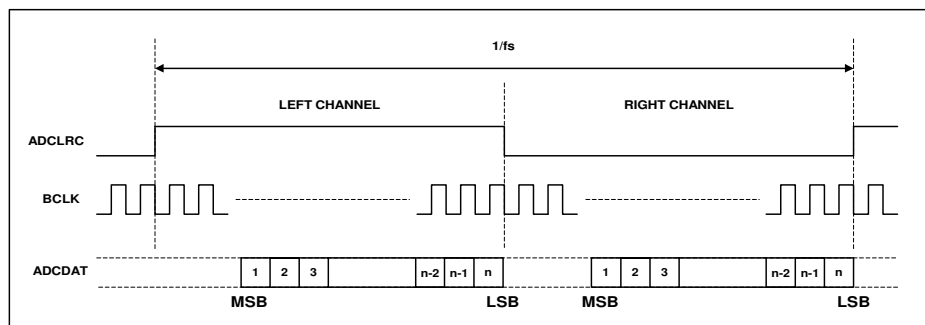 1/fs
LEFT CHANNEL RIGHT CHANNEL
ADCLRC
BCLK
ADCDAT 1 2 3 n-2 n-1 n 1 2 3 n-2 n-1 n
MSB LSB MSB LSB